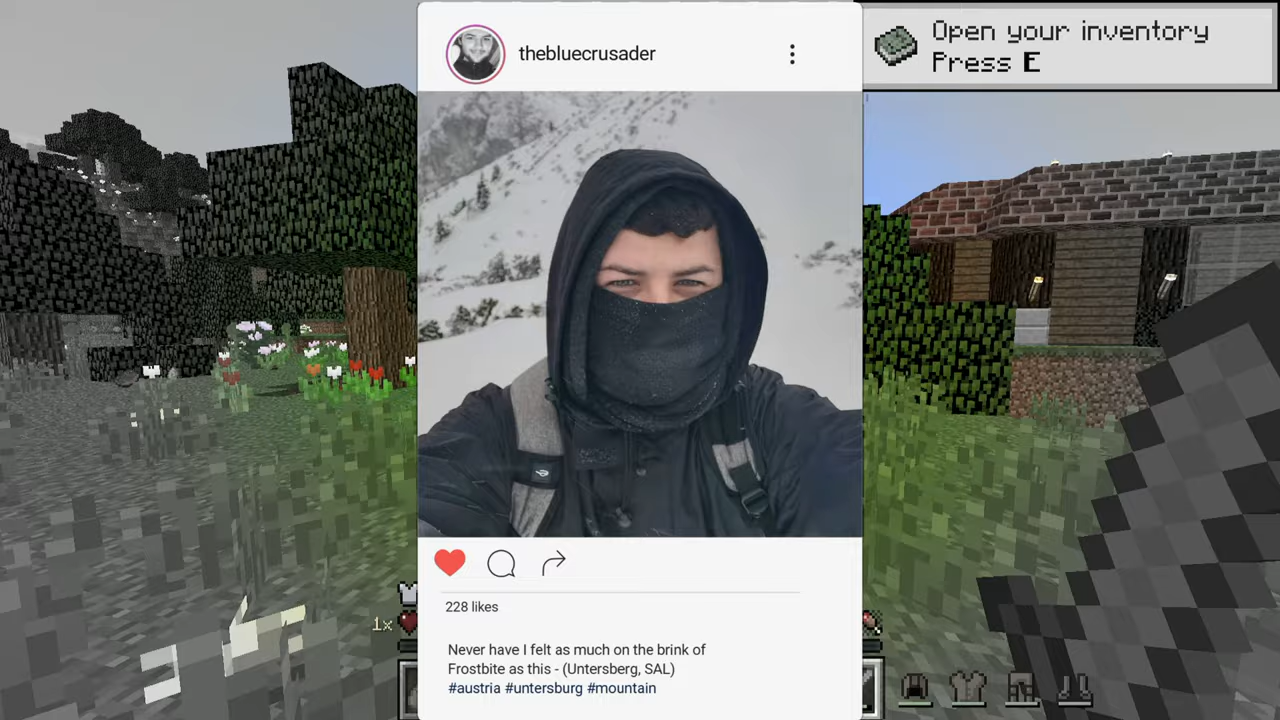 thebluecrusader
Open your inventory
Press E
228 likes
1x
Never have I felt as much on the brink of
Frostbite as this - (Untersberg, SAL)
#austria #untersburg #mountain